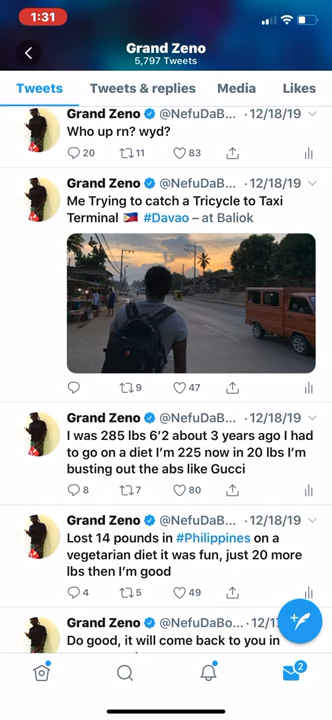 1:31
Grand Zeno
5,797 Tweets
Tweets Tweets & replies Media Likes
Grand Zeno @NefuDaB... · 12/18/19
Who up rn? wyd?
20 11 83
Grand Zeno @NefuDaB... · 12/18/19
Me Trying to catch a Tricycle to Taxi
Terminal 🇵🇭 #Davao – at Baliok
9 47
Grand Zeno @NefuDaB... · 12/18/19
I was 285 lbs 6'2 about 3 years ago I had
to go on a diet I'm 225 now in 20 lbs I'm
busting out the abs like Gucci
8 7 80
Grand Zeno @NefuDaB... · 12/18/19
Lost 14 pounds in #Philippines on a
vegetarian diet it was fun, just 20 more
lbs then I'm good
4 5 49
Grand Zeno @NefuDaBo... · 12/1
Do good, it will come back to you in
2